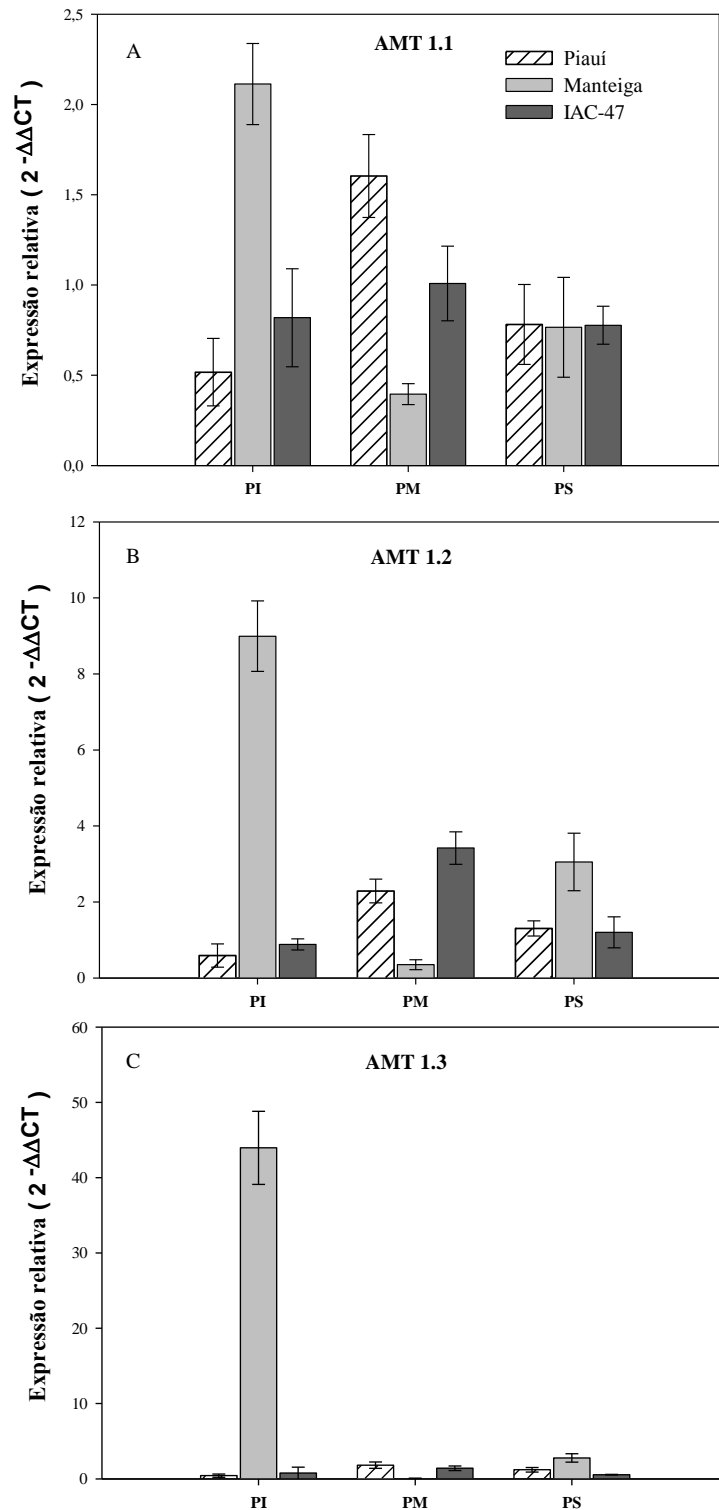 A
AMT 1.1
Piauí
Manteiga
IAC-47
Expressão relativa ( 2 -ΔΔCT )
2,5
2,0
1,5
1,0
0,5
0,0
PI PM PS
B
AMT 1.2
Expressão relativa ( 2 -ΔΔCT )
12
10
8
6
4
2
0
PI PM PS
C
AMT 1.3
Expressão relativa ( 2 -ΔΔCT )
60
50
40
30
20
10
0
PI PM PS